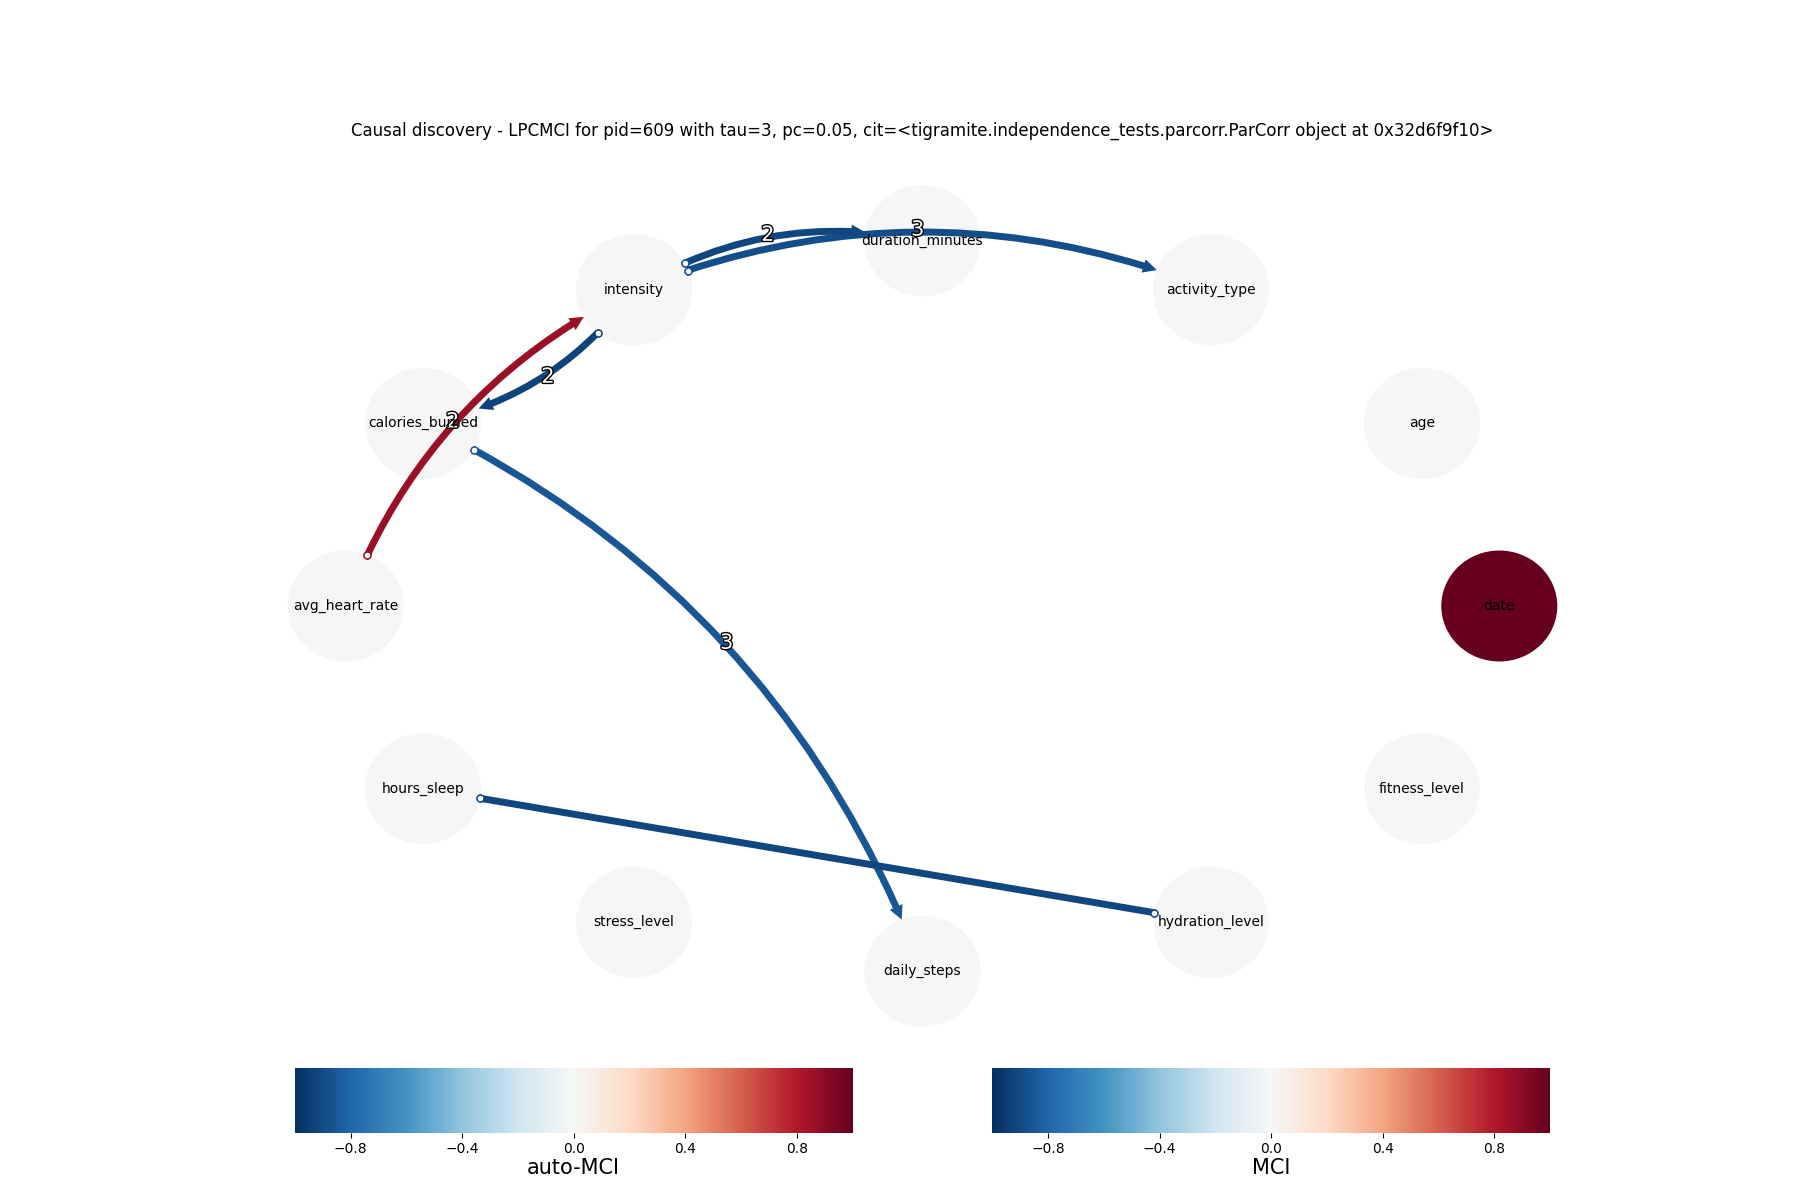 Causal discovery - LPCMCI for pid=609 with tau=3, pc=0.05, cit=<tigramite.independence_tests.parcorr.ParCorr object at 0x32d6f9f10>
2
3
duration_minutes
intensity
activity_type
2
2
calories_burned
age
avg_heart_rate
date
3
hours_sleep
fitness_level
stress_level
hydration_level
daily_steps
−0.8 −0.4 0.0 0.4 0.8
auto-MCI
−0.8 −0.4 0.0 0.4 0.8
MCI